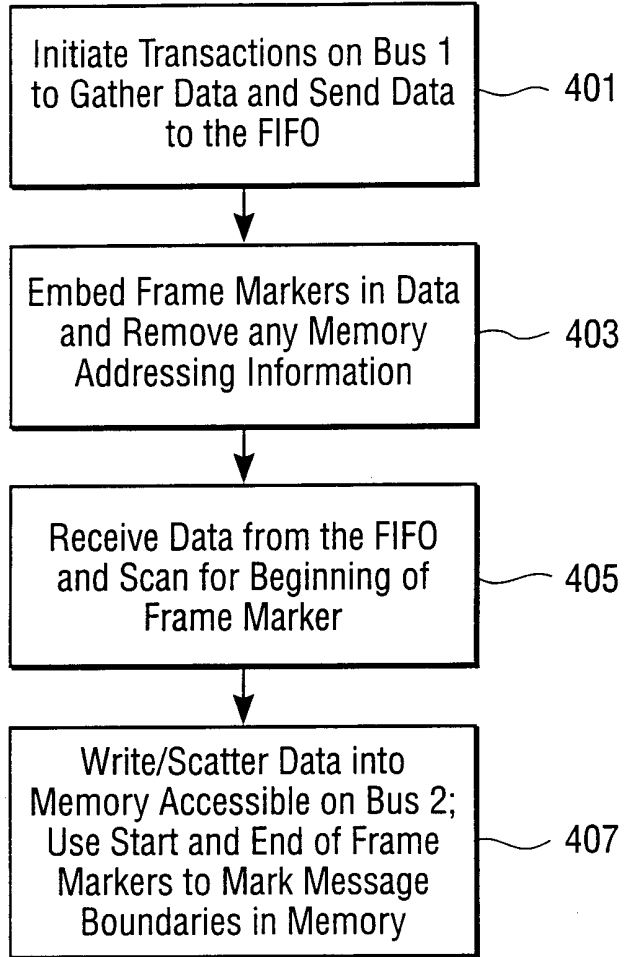 Initiate Transactions on Bus 1
to Gather Data and Send Data
to the FIFO
401
Embed Frame Markers in Data
and Remove any Memory
Addressing Information
403
Receive Data from the FIFO
and Scan for Beginning of
Frame Marker
405
Write/Scatter Data into
Memory Accessible on Bus 2;
Use Start and End of Frame
Markers to Mark Message
Boundaries in Memory
407